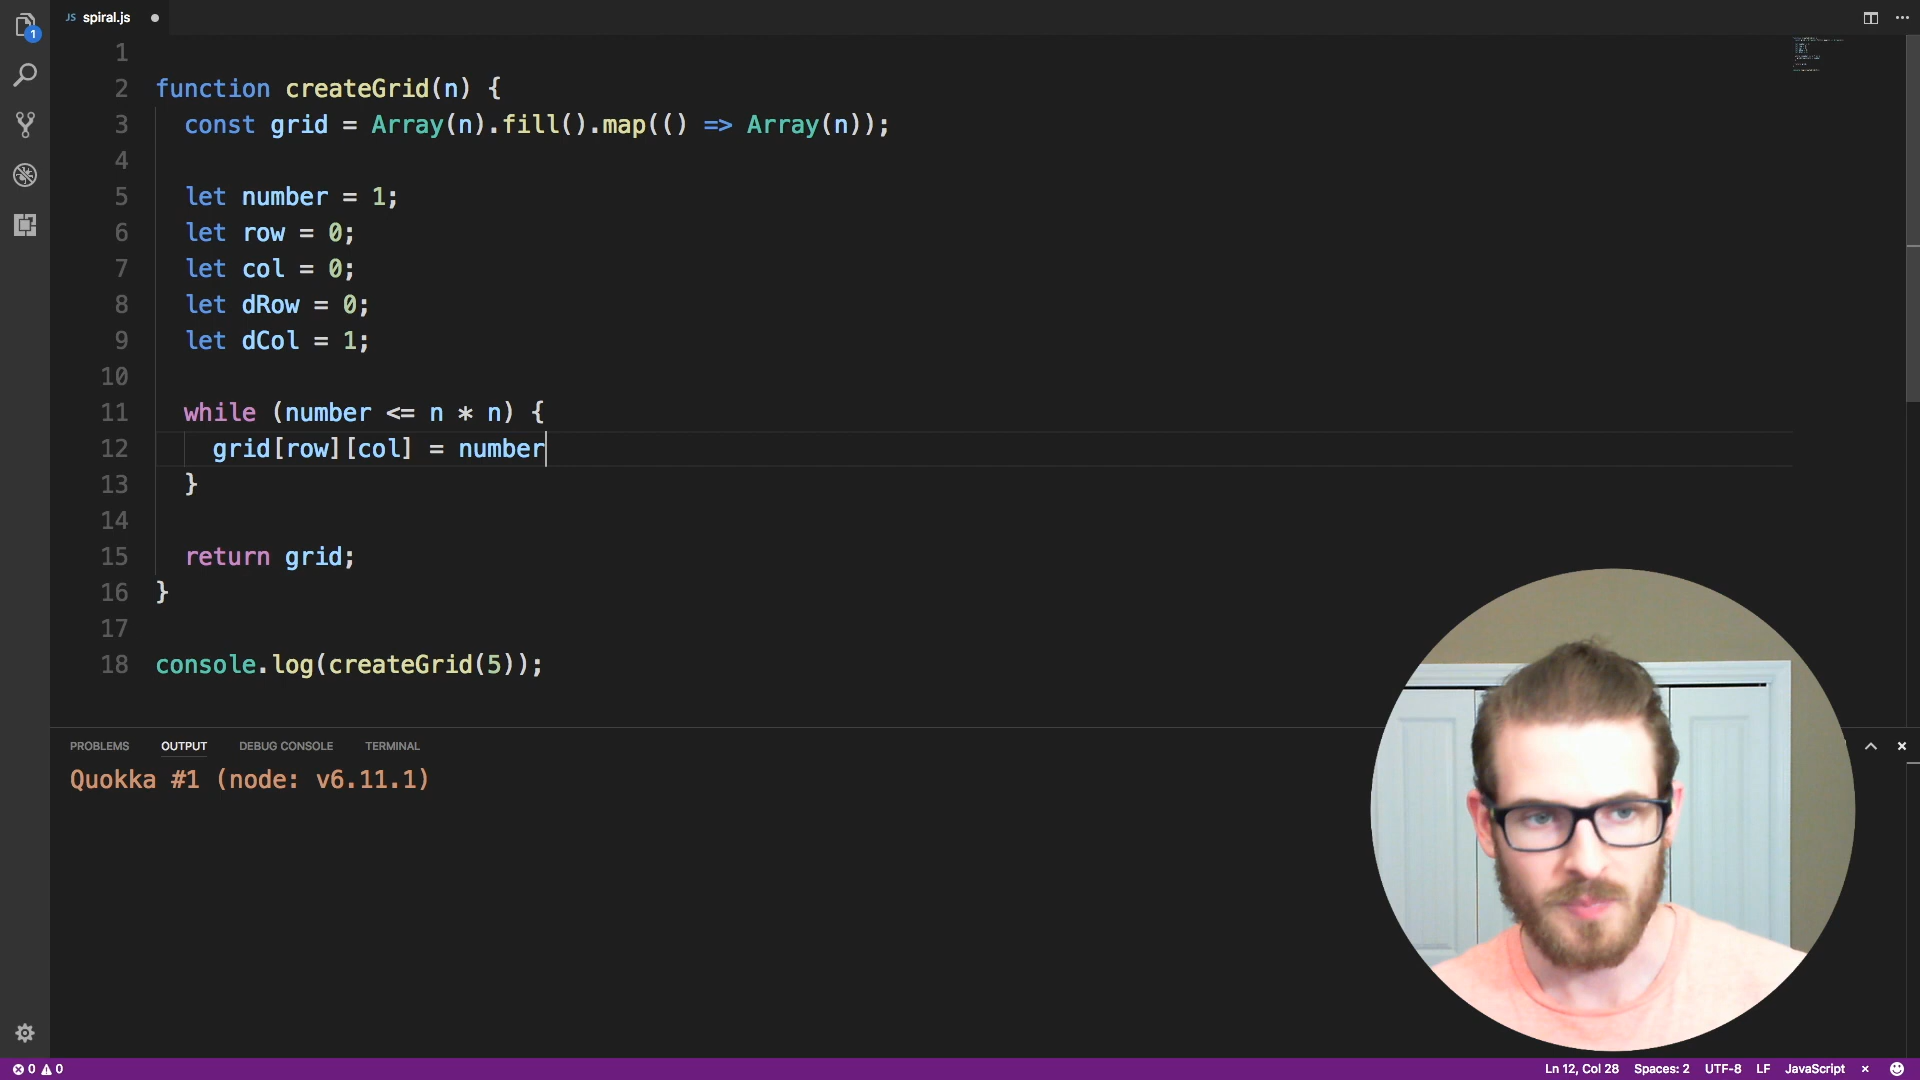 JS spiral.js
1
1
2 function createGrid(n) {
3 const grid = Array(n).fill().map(() => Array(n));
4
5 let number = 1;
6 let row = 0;
7 let col = 0;
8 let dRow = 0;
9 let dCol = 1;
10
11 while (number <= n * n) {
12 grid[row][col] = number
13 }
14
15 return grid;
16 }
17
18 console.log(createGrid(5));
PROBLEMS OUTPUT DEBUG CONSOLE TERMINAL
Quokka #1 (node: v6.11.1)
0 0 Ln 12, Col 28 Spaces: 2 UTF-8 LF JavaScript ×